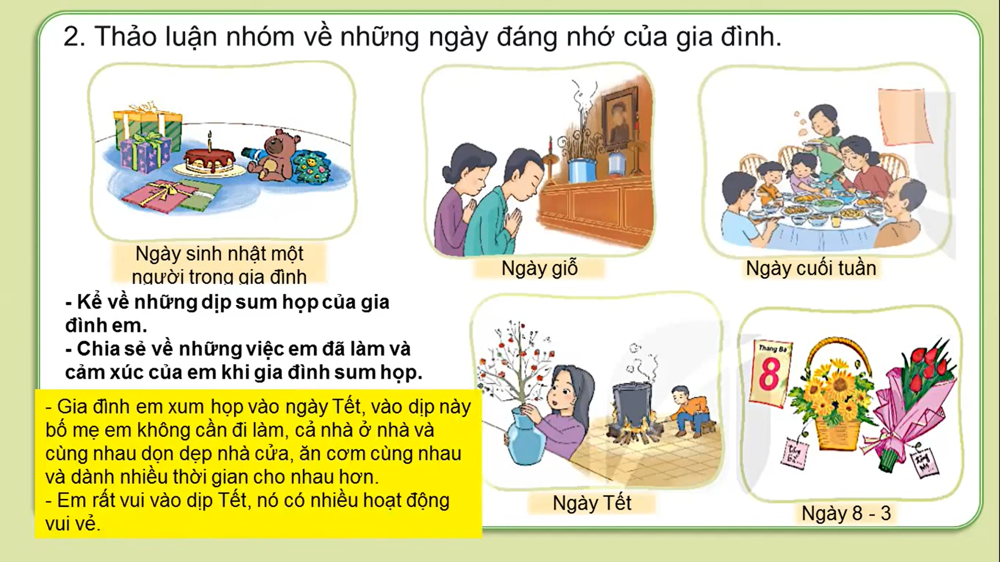 2. Thảo luận nhóm về những ngày đáng nhớ của gia đình.
Ngày sinh nhật một
người trong gia đình
Ngày giỗ
Ngày cuối tuần
- Kể về những dịp sum họp của gia
đình em.
- Chia sẻ về những việc em đã làm và
cảm xúc của em khi gia đình sum họp.
- Gia đình em xum họp vào ngày Tết, vào dịp này
bố mẹ em không cần đi làm, cả nhà ở nhà và
cùng nhau dọn dẹp nhà cửa, ăn cơm cùng nhau
và dành nhiều thời gian cho nhau hơn.
- Em rất vui vào dịp Tết, nó có nhiều hoạt động
vui vẻ.
Ngày Tết
Tháng Ba
8
Ngày 8 - 3